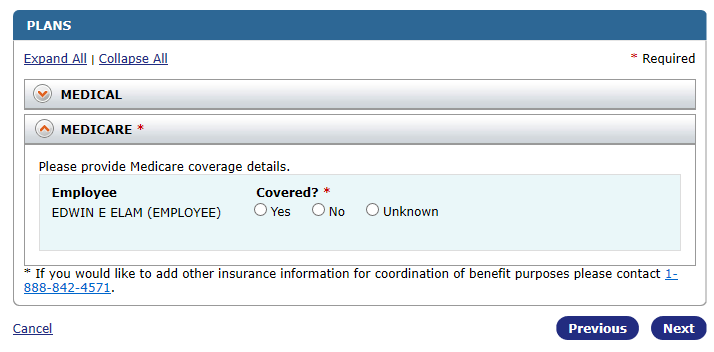 PLANS
Expand All | Collapse All
* Required
MEDICAL
MEDICARE *
Please provide Medicare coverage details.
Employee Covered? *
EDWIN E ELAM (EMPLOYEE) Yes No Unknown
* If you would like to add other insurance information for coordination of benefit purposes please contact 1-
888-842-4571.
Cancel
Previous
Next